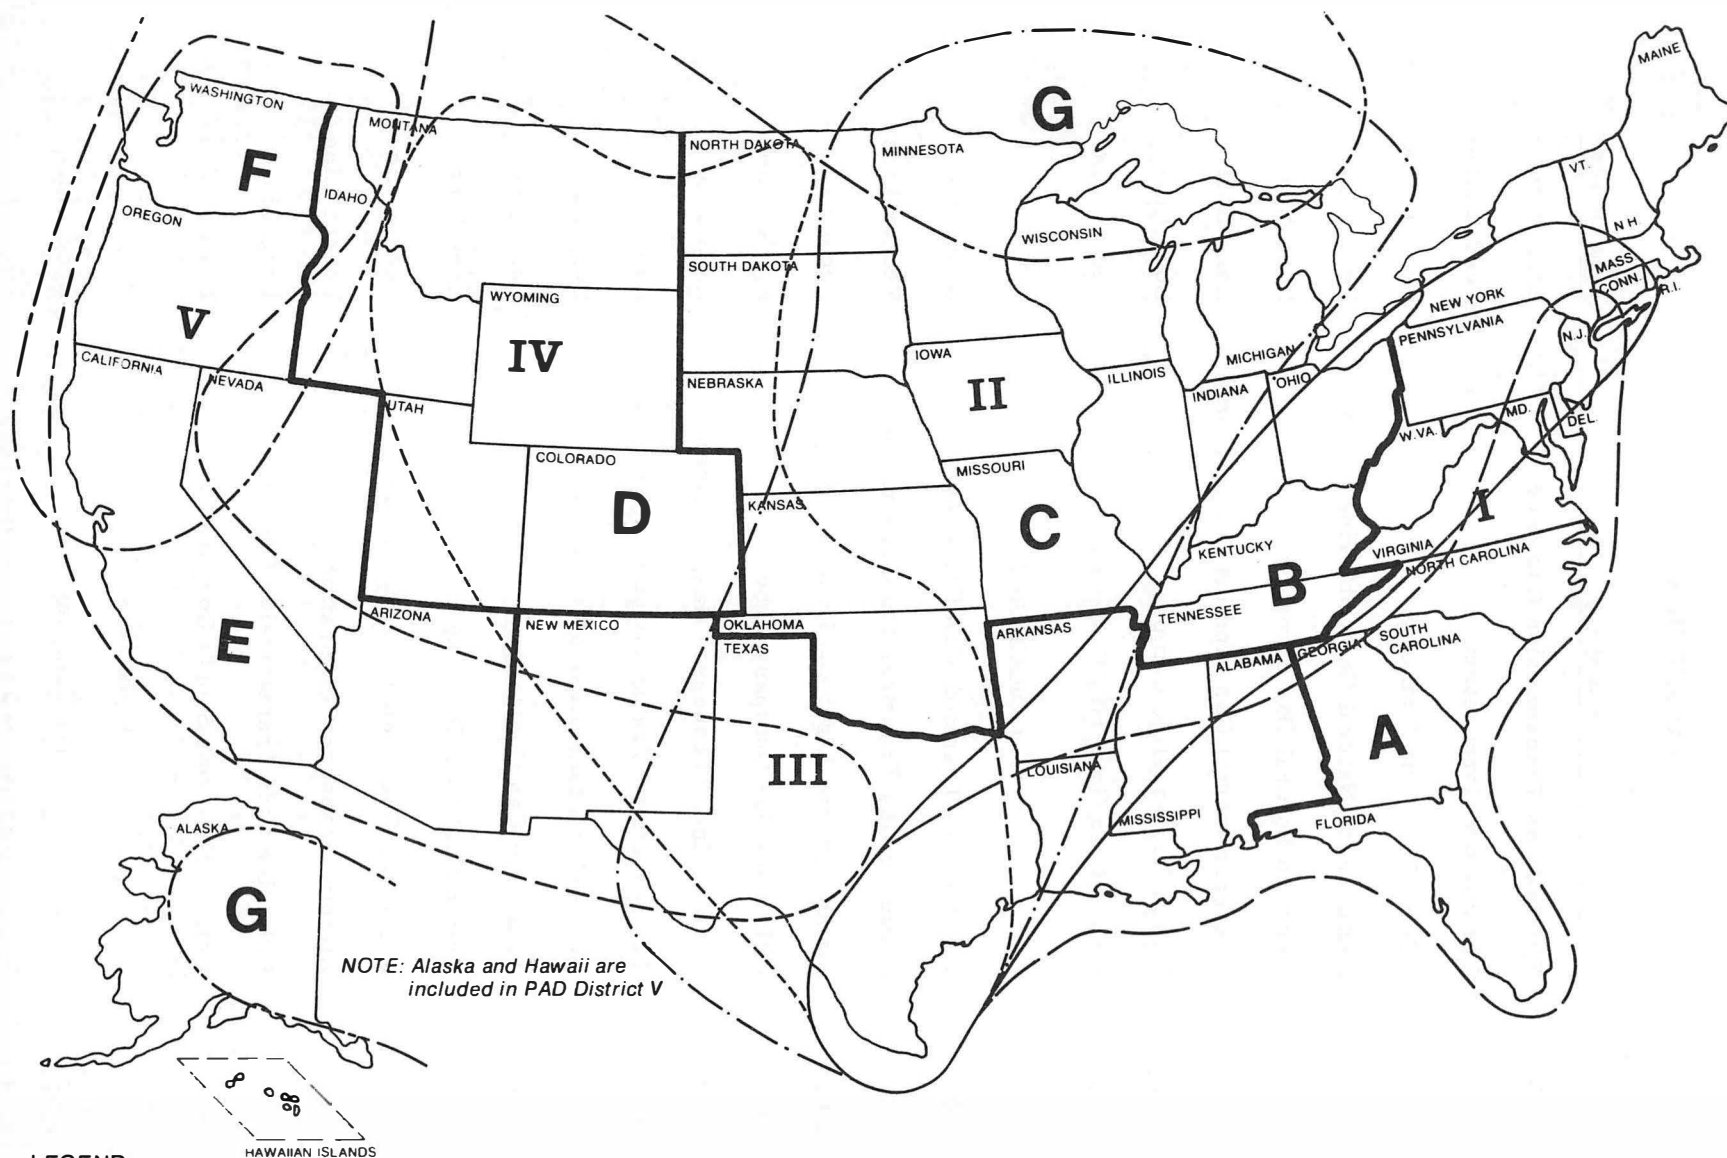 MAINE
WASHINGTON
G
MONTANA
NORTH DAKOTA
MINNESOTA
VT.
F
IDAHO
OREGON
N H
WISCONSIN
SOUTH DAKOTA
MASS
CONN.
R.I.
WYOMING
NEW YORK
V
PENNSYLVANIA
N.J.
IV
IOWA
MICHIGAN
CALIFORNIA
NEVADA
NEBRASKA
ILLINOIS
INDIANA
OHIO
II
UTAH
MD.
DEL.
W.VA.
COLORADO
MISSOURI
D
KANSAS
C
I
KENTUCKY
VIRGINIA
NORTH CAROLINA
B
ARIZONA
NEW MEXICO
OKLAHOMA
ARKANSAS
TENNESSEE
E
TEXAS
ALABAMA
GEORGIA
SOUTH
CAROLINA
A
III
LOUISIANA
MISSISSIPPI
FLORIDA
ALASKA
G
NOTE: Alaska and Hawaii are
included in PAD District V
HAWAIIAN ISLANDS
LEGEND